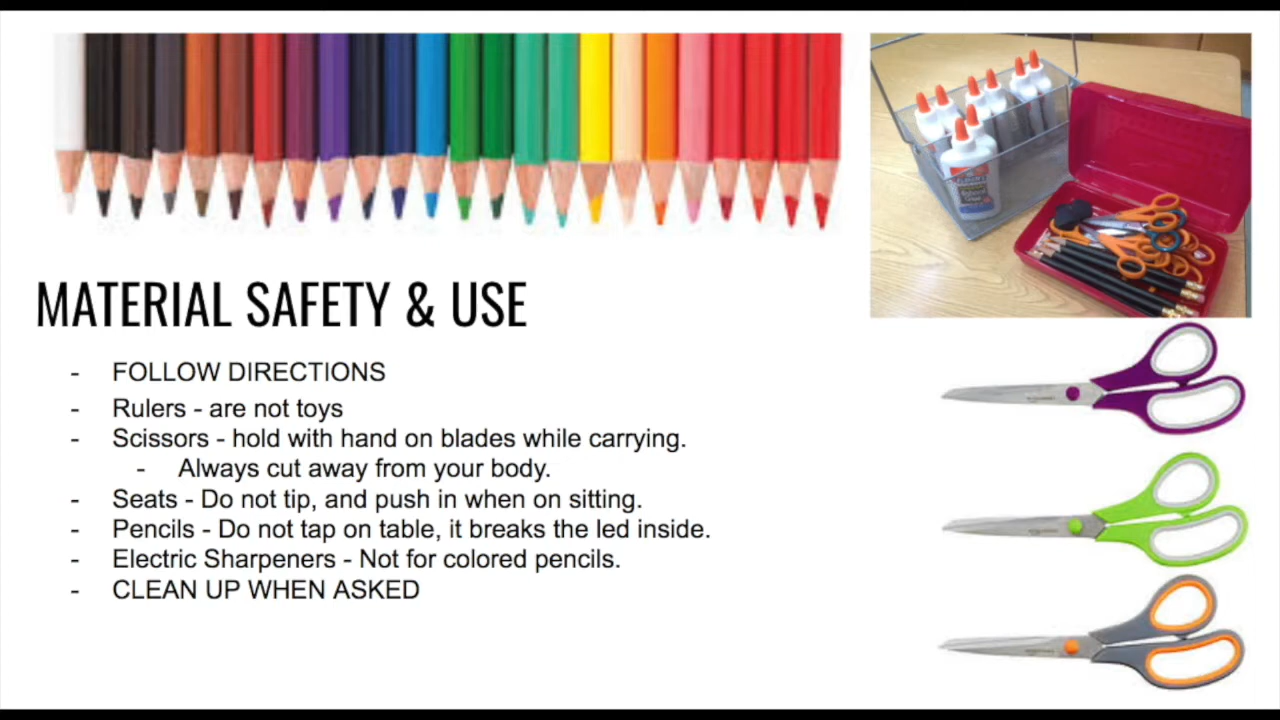 MATERIAL SAFETY & USE
- FOLLOW DIRECTIONS
- Rulers - are not toys
- Scissors - hold with hand on blades while carrying.
- Always cut away from your body.
- Seats - Do not tip, and push in when on sitting.
- Pencils - Do not tap on table, it breaks the led inside.
- Electric Sharpeners - Not for colored pencils.
- CLEAN UP WHEN ASKED